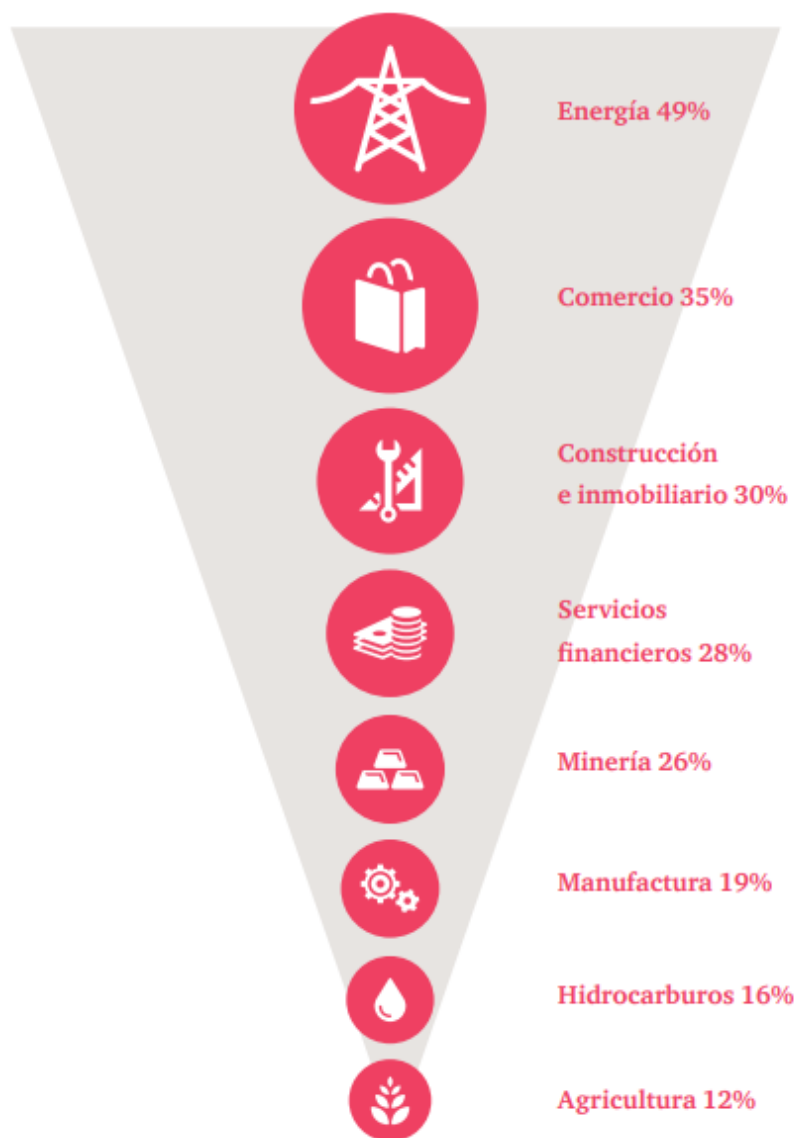 Energía 49%
Comercio 35%
Construcción
e inmobiliario 30%
Servicios
financieros 28%
Minería 26%
Manufactura 19%
Hidrocarburos 16%
Agricultura 12%